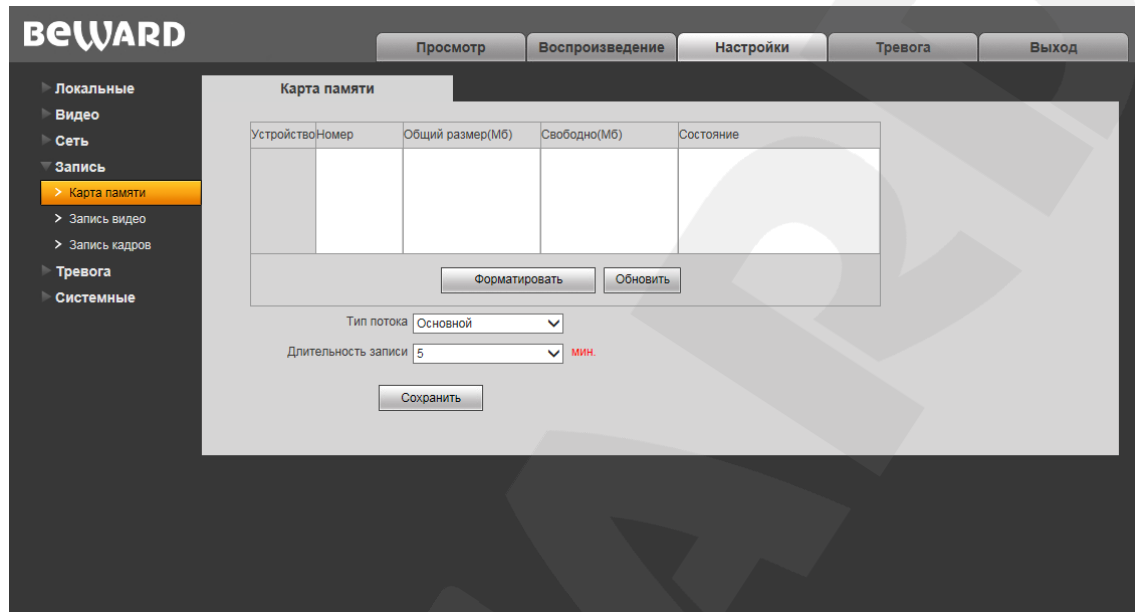 BEWARD
Просмотр Воспроизведение Настройки Тревога Выход
Локальные
Видео
Сеть
Запись
Карта памяти
Запись видео
Запись кадров
Тревога
Системные
Карта памяти
Устройство Номер Общий размер(Мб) Свободно(Мб) Состояние
Форматировать Обновить
Тип потока Основной
Длительность записи 5 мин.
Сохранить